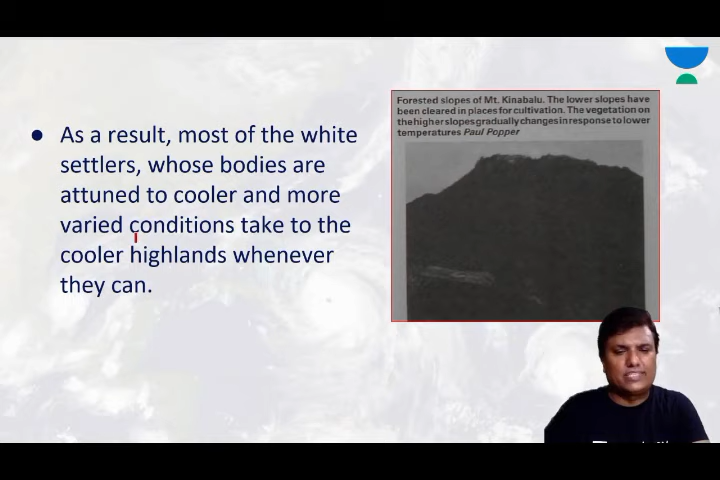 ● As a result, most of the white
settlers, whose bodies are
attuned to cooler and more
varied conditions take to the
cooler highlands whenever
they can.
Forested slopes of Mt. Kinabalu. The lower slopes have
been cleared in places for cultivation. The vegetation on
the higher slopes gradually changes in response to lower
temperatures Paul Popper